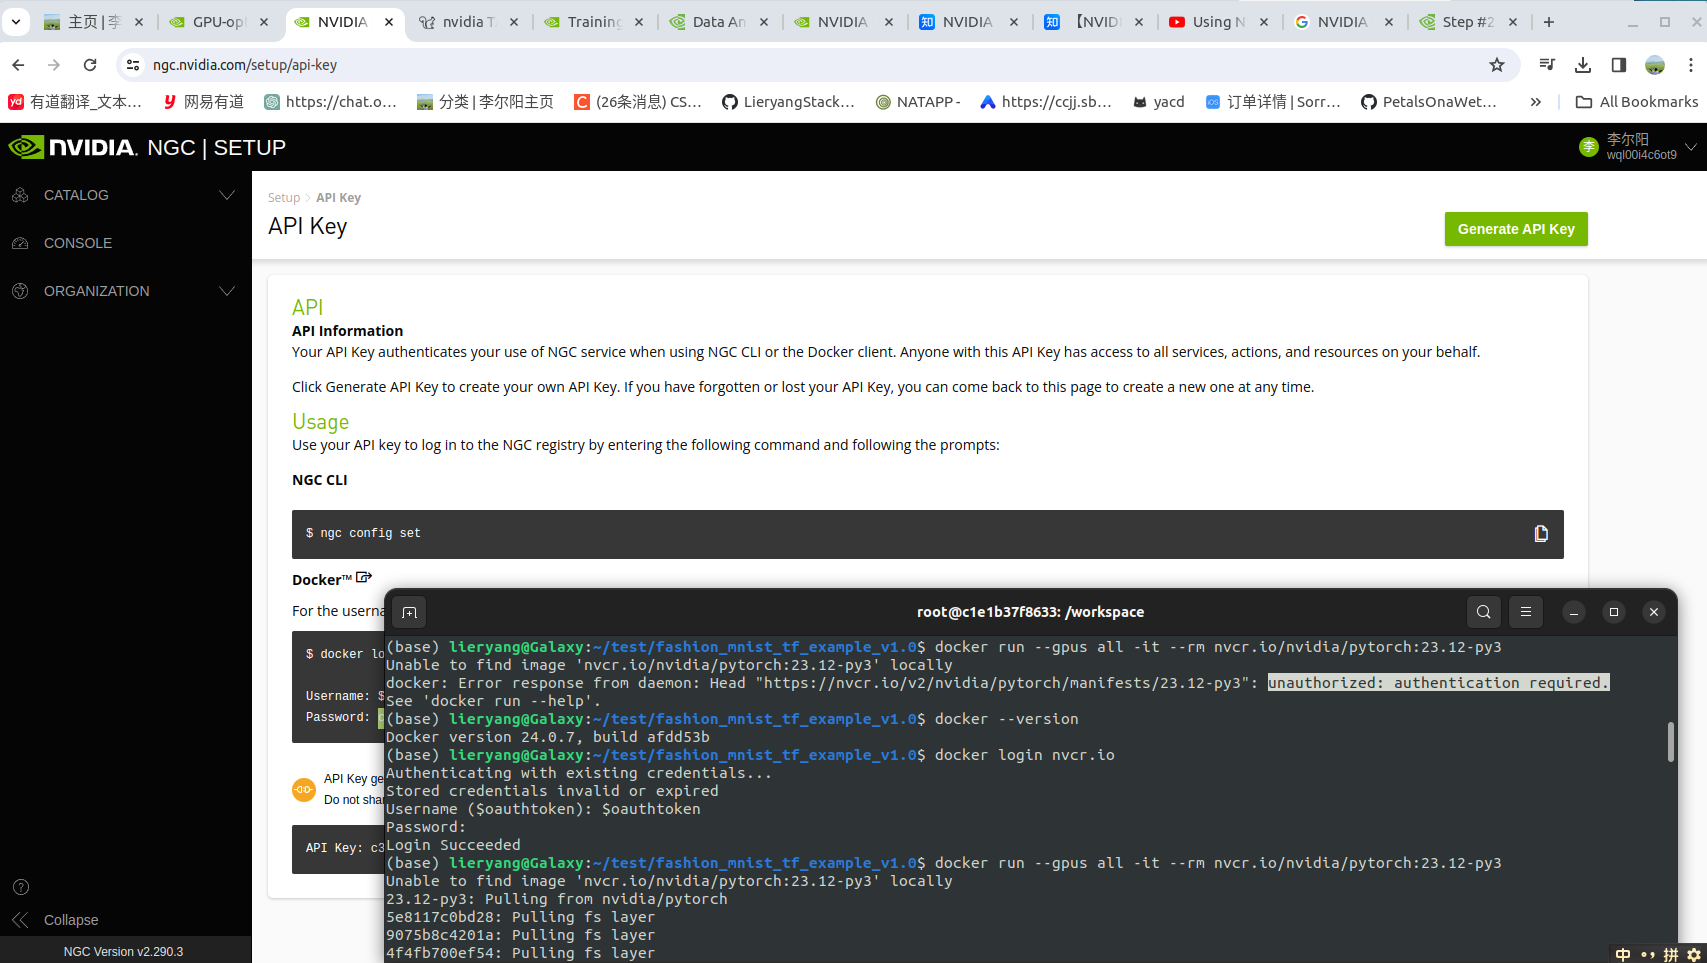 主页 | 李
GPU-op
NVIDIA
nvidia T
Training
Data An
NVIDIA
知 NVIDIA
知 【NVID
Using N
NVIDIA
Step #2
ngc.nvidia.com/setup/api-key
yd 有道翻译_文本...
网易有道
https://chat.o...
分类 | 李尔阳主页
C (26条消息) CS...
LieryangStack...
NATAPP -
https://ccjj.sb...
yacd
iOS 订单详情 | Sorr...
PetalsOnaWet...
All Bookmarks
NVIDIA. NGC | SETUP
李 李尔阳
wql00i4c6ot9
CATALOG
CONSOLE
ORGANIZATION
Setup > API Key
API Key
Generate API Key
API
API Information
Your API Key authenticates your use of NGC service when using NGC CLI or the Docker client. Anyone with this API Key has access to all services, actions, and resources on your behalf.
Click Generate API Key to create your own API Key. If you have forgotten or lost your API Key, you can come back to this page to create a new one at any time.
Usage
Use your API key to log in to the NGC registry by entering the following command and following the prompts:
NGC CLI
$ ngc config set
Docker™
For the userna
$ docker lo
Username: $
Password:
API Key ge
Do not shar
API Key: c3
? 
Collapse
NGC Version v2.290.3
root@c1e1b37f8633: /workspace
(base) lieryang@Galaxy:~/test/fashion_mnist_tf_example_v1.0$ docker run --gpus all -it --rm nvcr.io/nvidia/pytorch:23.12-py3
Unable to find image 'nvcr.io/nvidia/pytorch:23.12-py3' locally
docker: Error response from daemon: Head "https://nvcr.io/v2/nvidia/pytorch/manifests/23.12-py3": unauthorized: authentication required.
See 'docker run --help'.
(base) lieryang@Galaxy:~/test/fashion_mnist_tf_example_v1.0$ docker --version
Docker version 24.0.7, build afdd53b
(base) lieryang@Galaxy:~/test/fashion_mnist_tf_example_v1.0$ docker login nvcr.io
Authenticating with existing credentials...
Stored credentials invalid or expired
Username ($oauthtoken): $oauthtoken
Password:
Login Succeeded
(base) lieryang@Galaxy:~/test/fashion_mnist_tf_example_v1.0$ docker run --gpus all -it --rm nvcr.io/nvidia/pytorch:23.12-py3
Unable to find image 'nvcr.io/nvidia/pytorch:23.12-py3' locally
23.12-py3: Pulling from nvidia/pytorch
5e8117c0bd28: Pulling fs layer
9075b8c4201a: Pulling fs layer
4f4fb700ef54: Pulling fs layer
中 拼